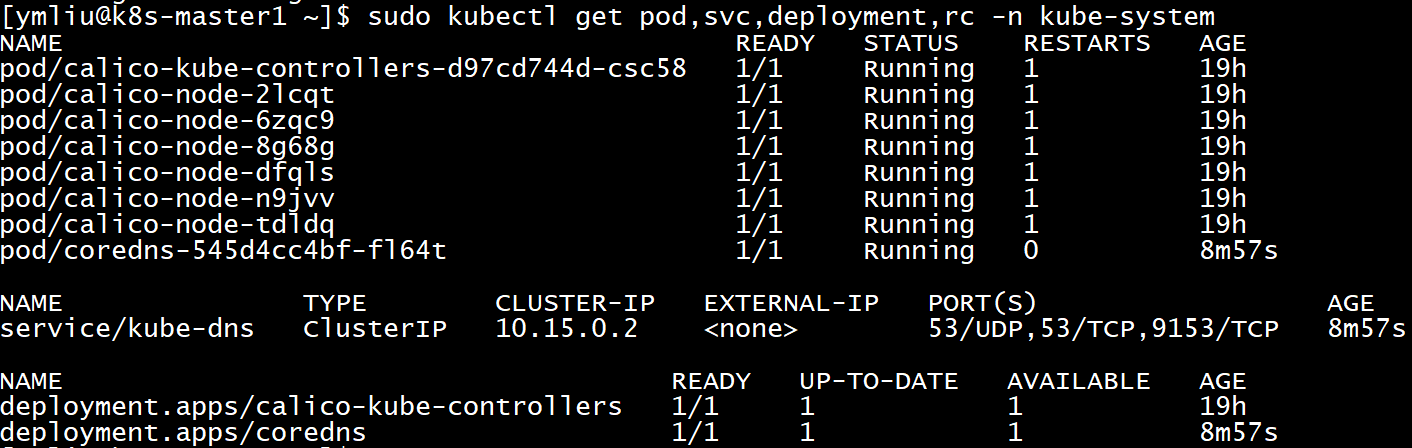 [ymliu@k8s-master1 ~]$ sudo kubectl get pod,svc,deployment,rc -n kube-system
NAME READY STATUS RESTARTS AGE
pod/calico-kube-controllers-d97cd744d-csc58 1/1 Running 1 19h
pod/calico-node-2lcqt 1/1 Running 1 19h
pod/calico-node-6zqc9 1/1 Running 1 19h
pod/calico-node-8g68g 1/1 Running 1 19h
pod/calico-node-dfqls 1/1 Running 1 19h
pod/calico-node-n9jvv 1/1 Running 1 19h
pod/calico-node-tdldq 1/1 Running 1 19h
pod/coredns-545d4cc4bf-fl64t 1/1 Running 0 8m57s
NAME TYPE CLUSTER-IP EXTERNAL-IP PORT(S) AGE
service/kube-dns ClusterIP 10.15.0.2 <none> 53/UDP,53/TCP,9153/TCP 8m57s
NAME READY UP-TO-DATE AVAILABLE AGE
deployment.apps/calico-kube-controllers 1/1 1 1 19h
deployment.apps/coredns 1/1 1 1 8m57s